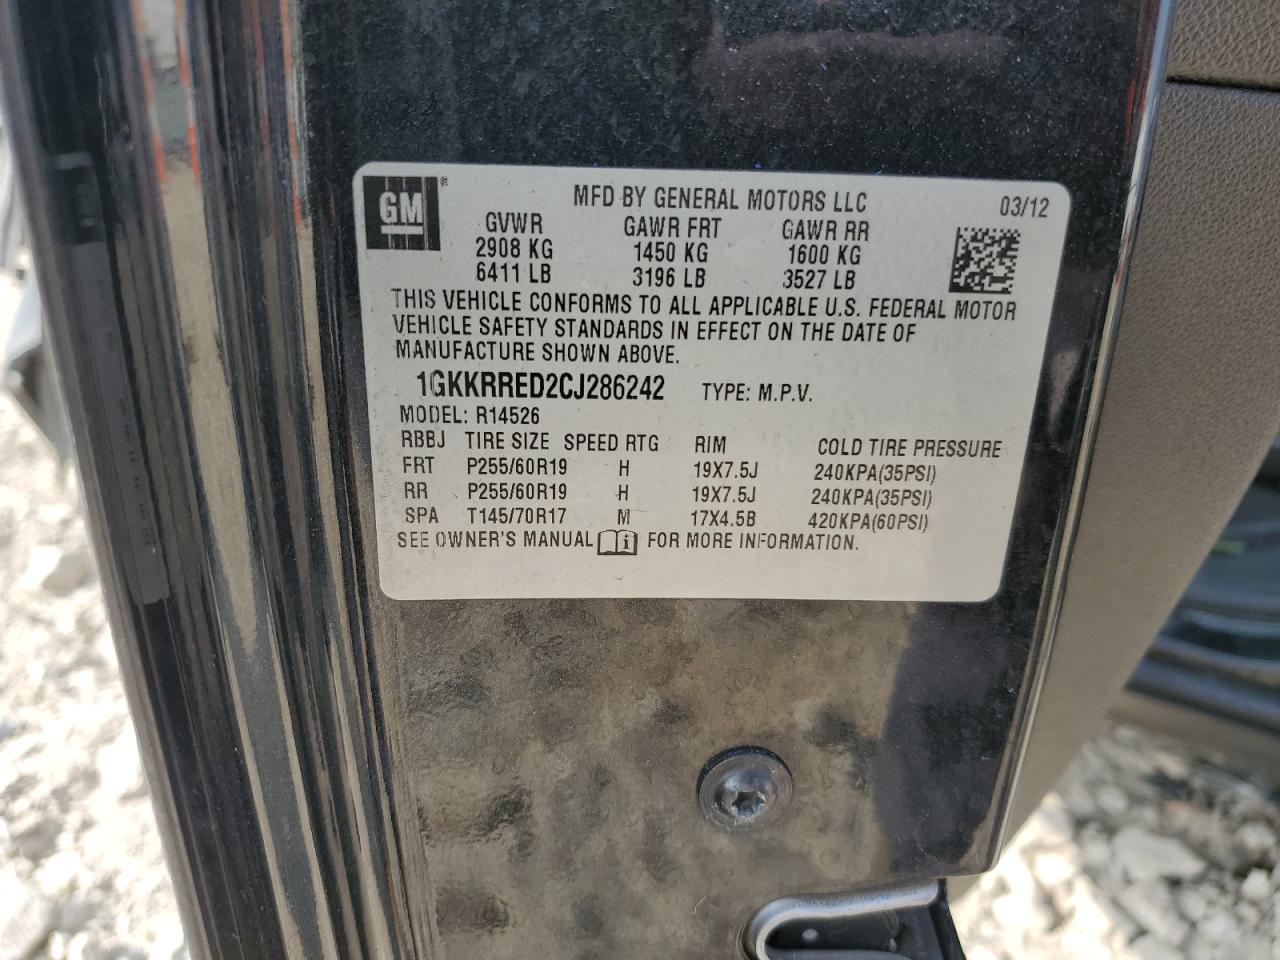 GM
MFD BY GENERAL MOTORS LLC 03/12
GVWR GAWR FRT GAWR RR
2908 KG 1450 KG 1600 KG
6411 LB 3196 LB 3527 LB
THIS VEHICLE CONFORMS TO ALL APPLICABLE U.S. FEDERAL MOTOR
VEHICLE SAFETY STANDARDS IN EFFECT ON THE DATE OF
MANUFACTURE SHOWN ABOVE.
1GKKRRED2CJ286242 TYPE: M.P.V.
MODEL: R14526
RBBJ TIRE SIZE SPEED RTG RIM COLD TIRE PRESSURE
FRT P255/60R19 H 19X7.5J 240KPA(35PSI)
RR P255/60R19 H 19X7.5J 240KPA(35PSI)
SPA T145/70R17 M 17X4.5B 420KPA(60PSI)
SEE OWNER'S MANUAL i FOR MORE INFORMATION.